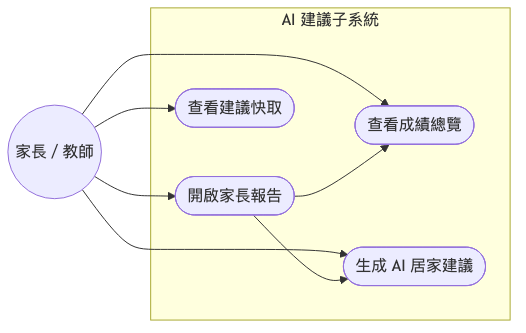 AI 建議子系統
家長 / 教師
查看建議快取
查看成績總覽
開啟家長報告
生成 AI 居家建議